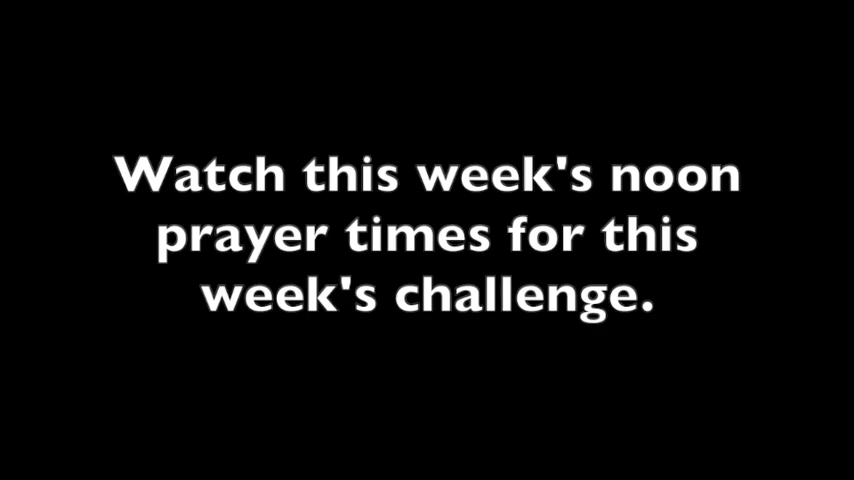 Watch this week's noon
prayer times for this
week's challenge.